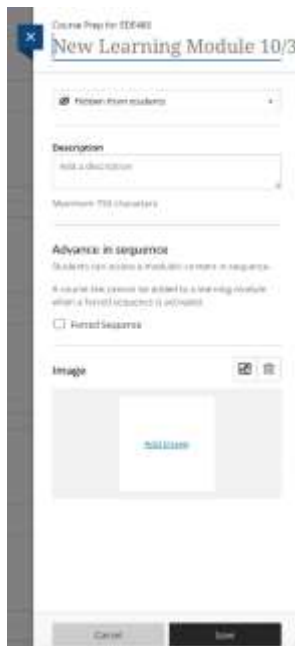 Course Prep for EDE480
New Learning Module 10/3
Hidden from students
Description
Add a description
Maximum 750 characters
Advance in sequence
Students can access a module's content in sequence.
A course link cannot be added to a learning module
when a forced sequence is activated.
Forced Sequence
Image
Add Image
Cancel
Save